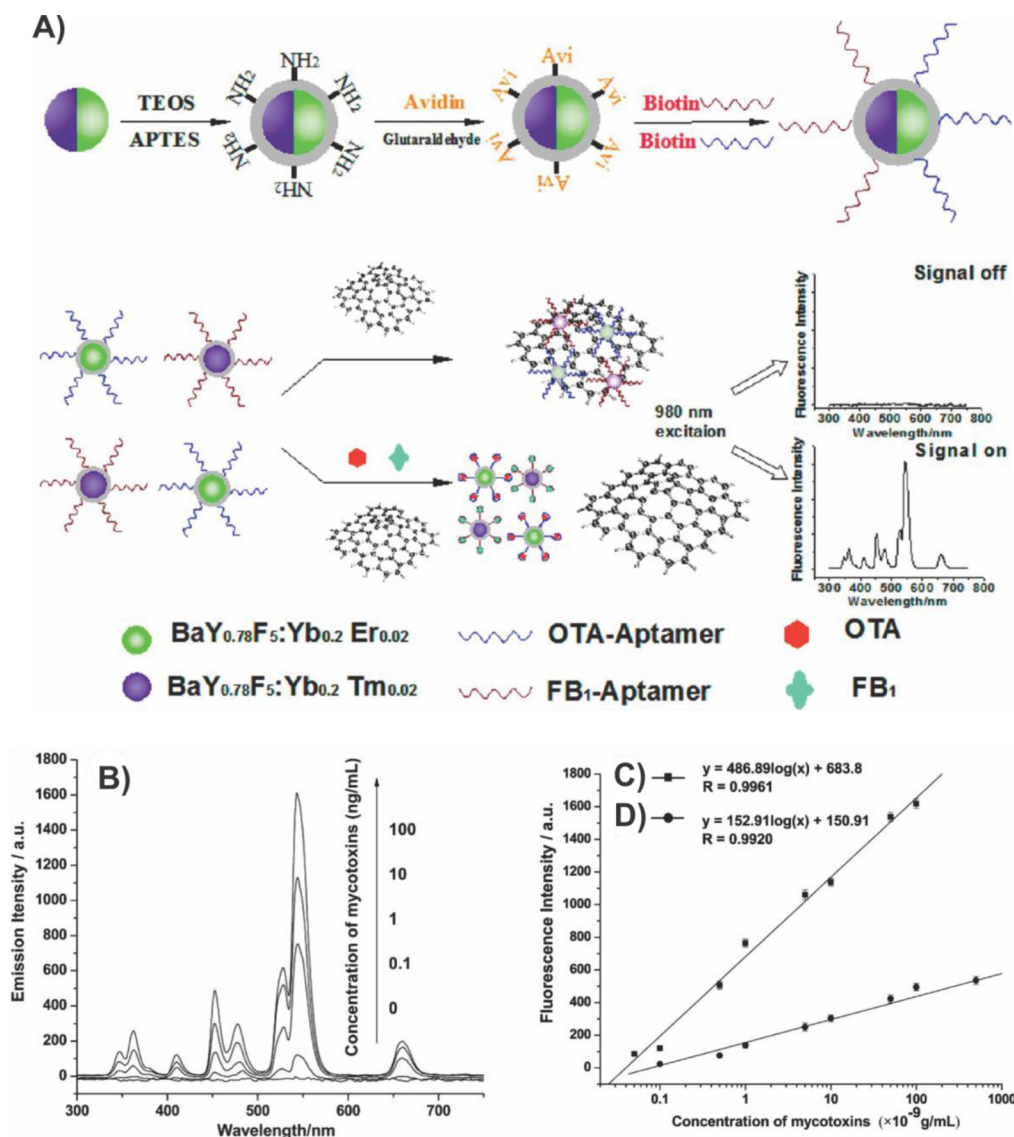 A)
NH2
NH2
NH2
NH2
NH2
NH2
TEOS
APTES
Avidin
Glutaraldehyde
Avi
Avi
Avi
Avi
Avi
Avi
Biotin
Biotin
Signal off
Fluorescence Intensity
300 400 500 600 700 800
Wavelength/nm
980 nm
excitaion
Signal on
Fluorescence Intensity
300 400 500 600 700 800
Wavelength/nm
BaY0.78F5:Yb0.2 Er0.02
OTA-Aptamer
OTA
BaY0.78F5:Yb0.2 Tm0.02
FB1-Aptamer
FB1
B)
Emission Itensity / a.u.
1800
1600
1400
1200
1000
800
600
400
200
0
300 400 500 600 700
Wavelength/nm
Concentration of mycotoxins (ng/mL)
100
10
1
0.1
0
C)
y = 486.89log(x) + 683.8
R = 0.9961
D)
y = 152.91log(x) + 150.91
R = 0.9920
Fluorescence Intensity / a.u.
1800
1600
1400
1200
1000
800
600
400
200
0
0.1 1 10 100 1000
Concentration of mycotoxins (×10-9g/mL)